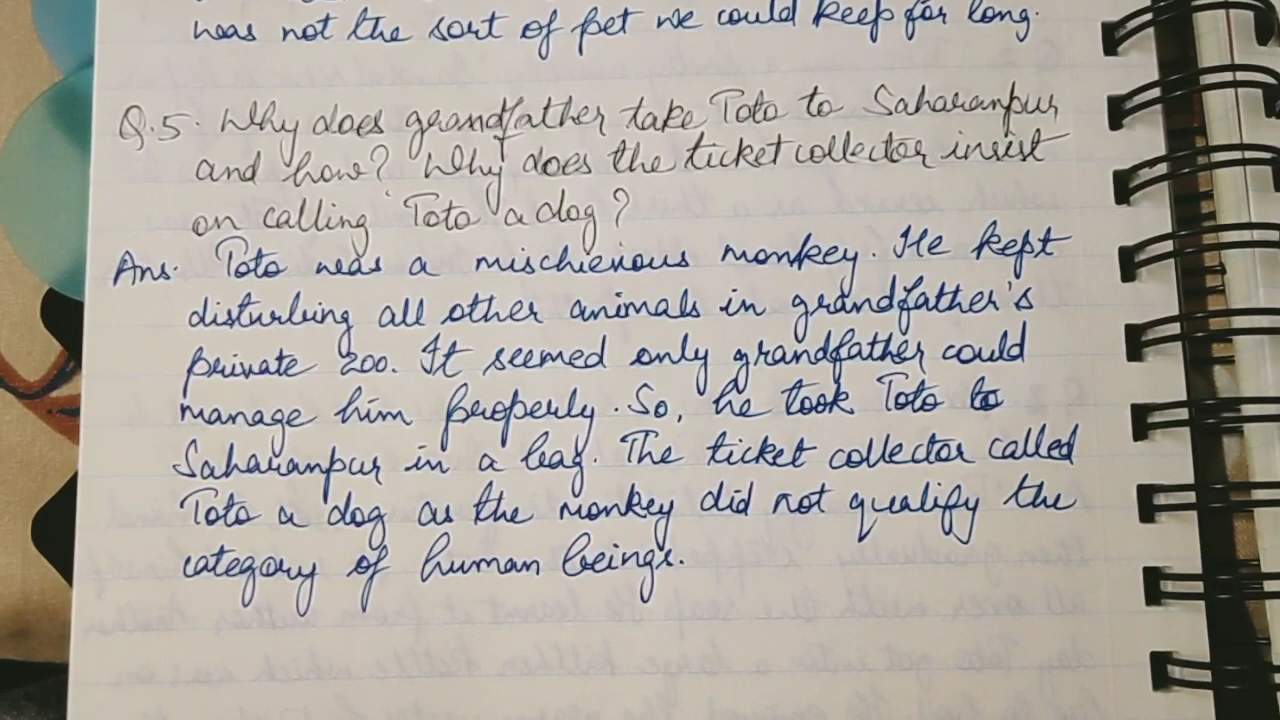 was not the sort of pet we could keep for long.
Q.5. Why does grandfather take Toto to Saharanpur
and how? Why does the ticket collector insist
on calling Toto a dog?
Ans. Toto was a mischievous monkey. He kept
disturbing all other animals in grandfather's
private zoo. It seemed only grandfather could
manage him properly. So, he took Toto to
Saharanpur in a bag. The ticket collector called
Toto a dog as the monkey did not qualify the
category of human beings.